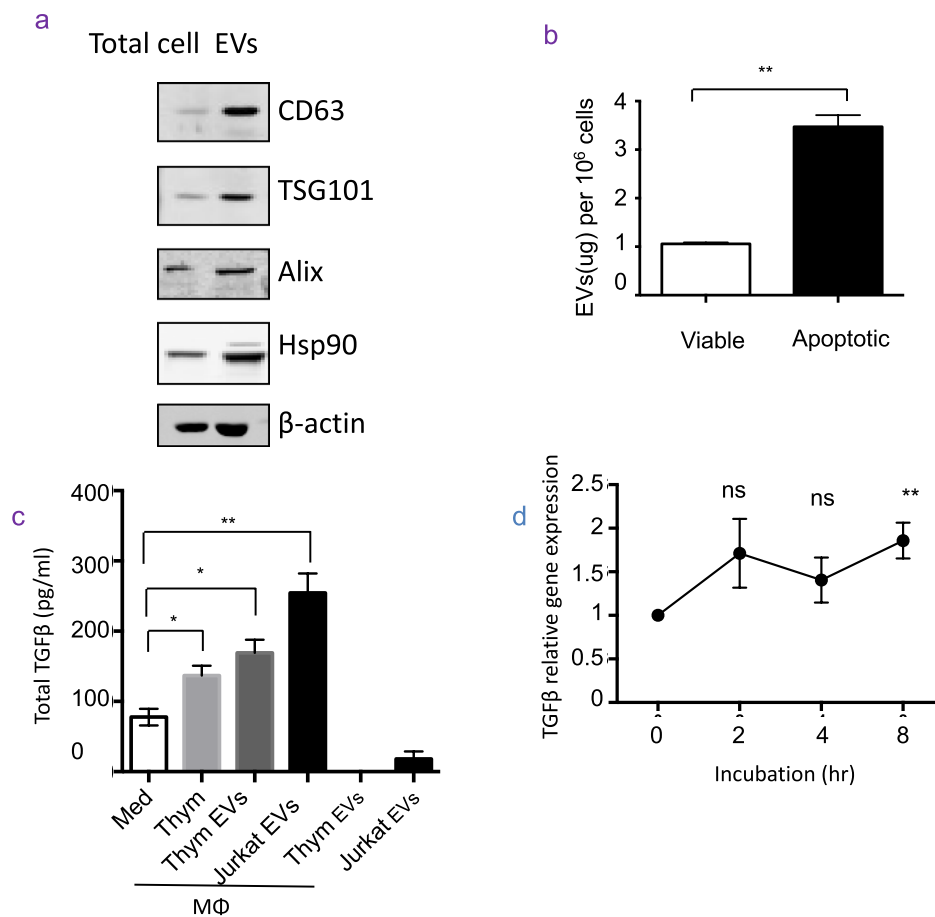 a
Total cell EVs
CD63
TSG101
Alix
Hsp90
β-actin
b
**
EVs(ug) per 10⁶ cells
4
3
2
1
0
Viable Apoptotic
c
Total TGFβ (pg/ml)
400
300
200
100
0
**
*
*
Med Thym Thym EVs Jurkat EVs Thym EVs Jurkat EVs
MΦ
d
TGFβ relative gene expression
2.5
2
1.5
1
0.5
0
ns ns **
0 2 4 8
Incubation (hr)